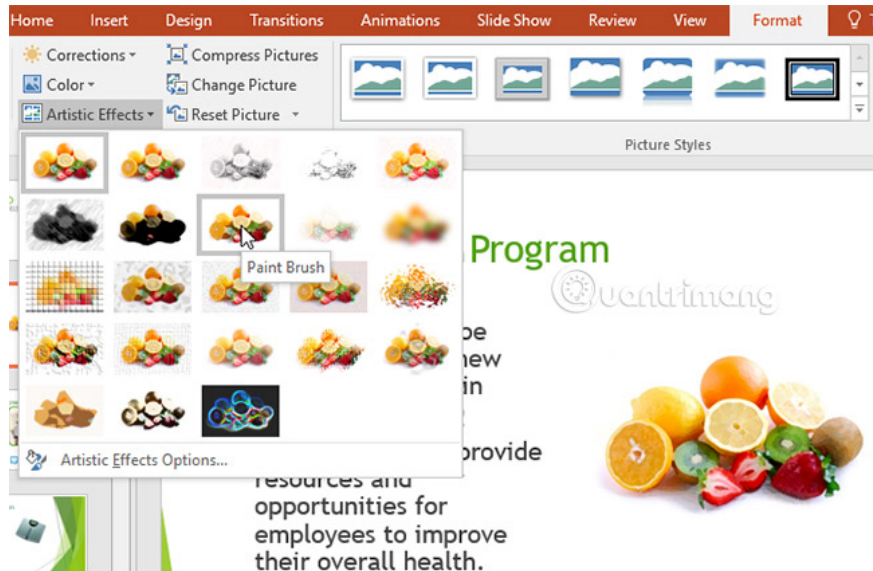 Home Insert Design Transitions Animations Slide Show Review View Format
Corrections Compress Pictures
Color Change Picture
Artistic Effects Reset Picture
Picture Styles
Paint Brush
Program
Quantrimang
be
new
in
provide
Artistic Effects Options...
resources and
opportunities for
employees to improve
their overall health.